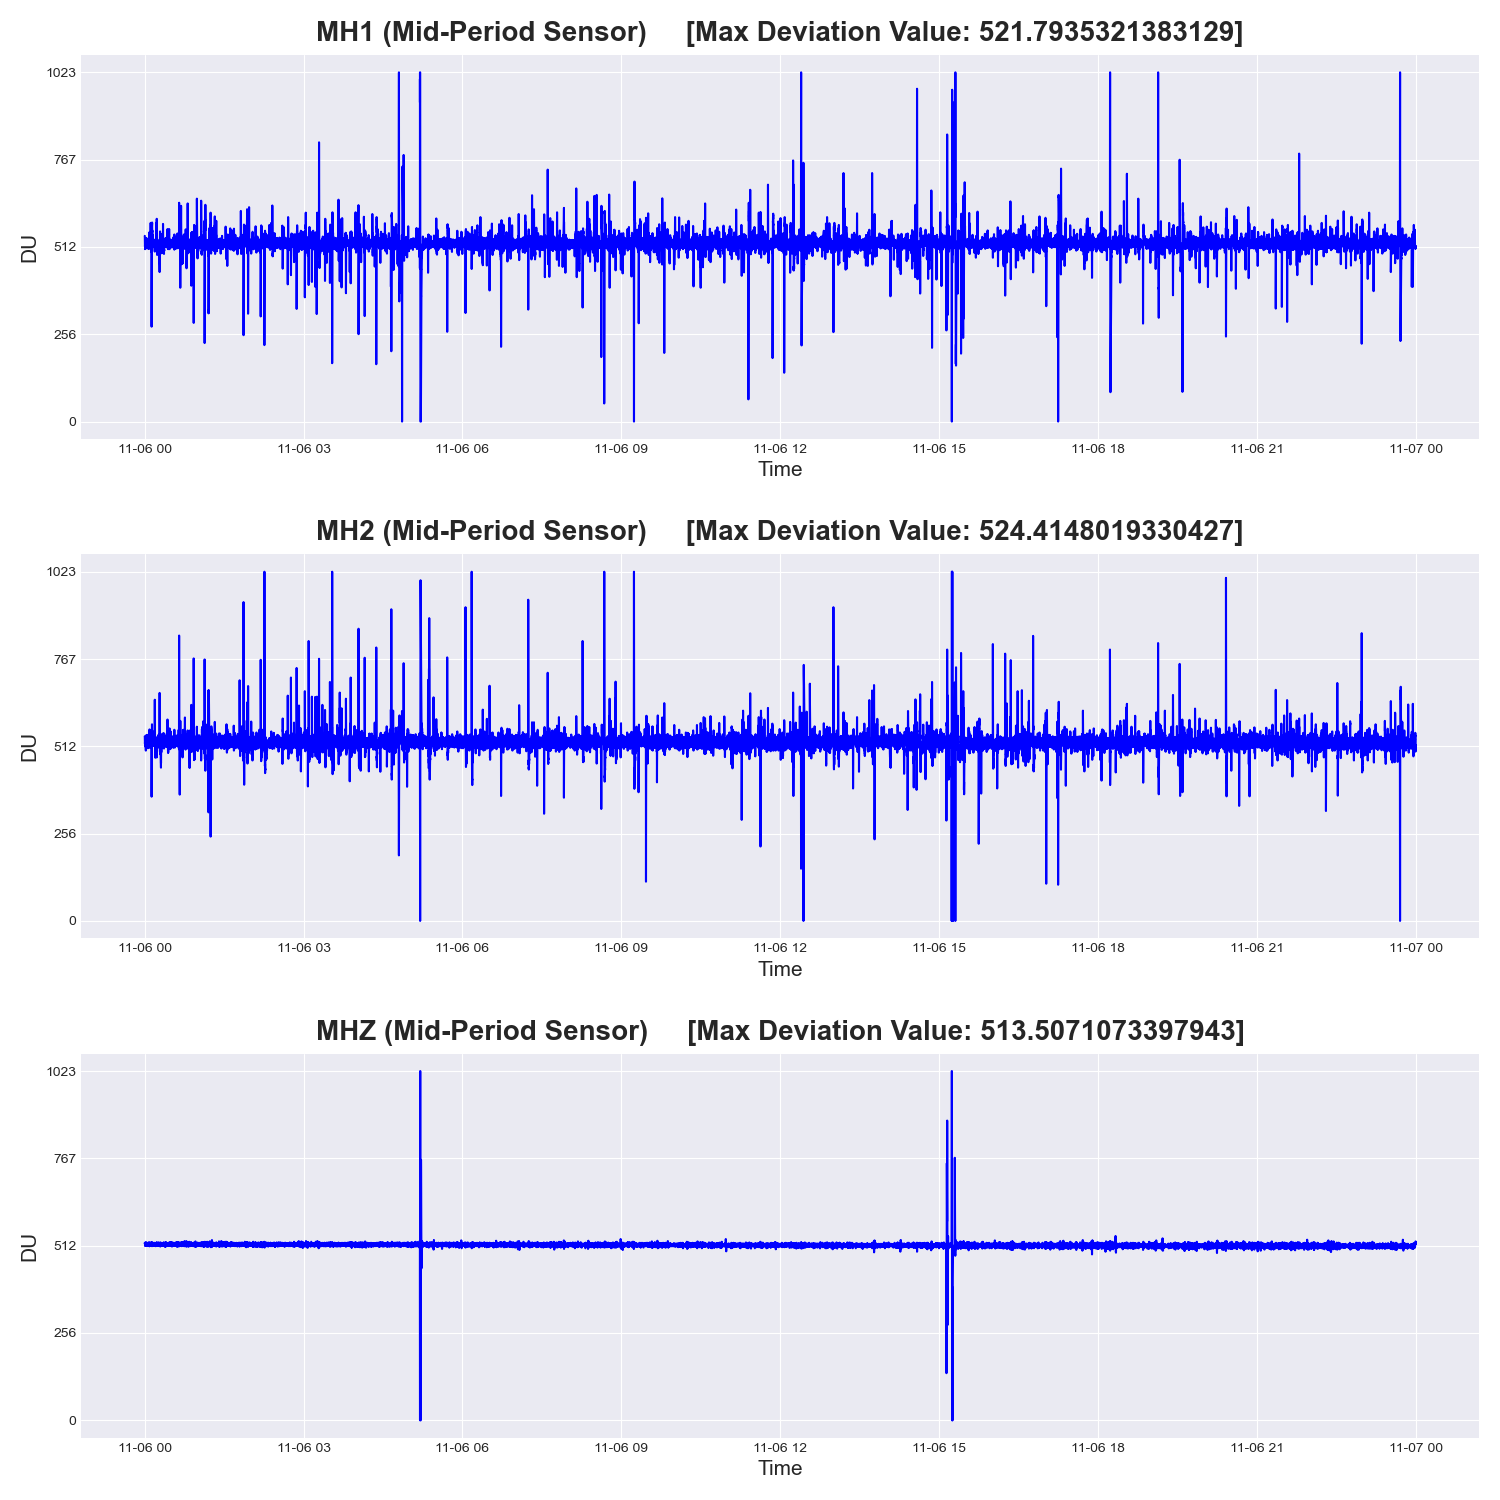 MH1 (Mid-Period Sensor) [Max Deviation Value: 521.7935321383129]
1023
767
512
256
0
DU
11-06 00 11-06 03 11-06 06 11-06 09 11-06 12 11-06 15 11-06 18 11-06 21 11-07 00
Time
MH2 (Mid-Period Sensor) [Max Deviation Value: 524.4148019330427]
1023
767
512
256
0
DU
11-06 00 11-06 03 11-06 06 11-06 09 11-06 12 11-06 15 11-06 18 11-06 21 11-07 00
Time
MHZ (Mid-Period Sensor) [Max Deviation Value: 513.5071073397943]
1023
767
512
256
0
DU
11-06 00 11-06 03 11-06 06 11-06 09 11-06 12 11-06 15 11-06 18 11-06 21 11-07 00
Time